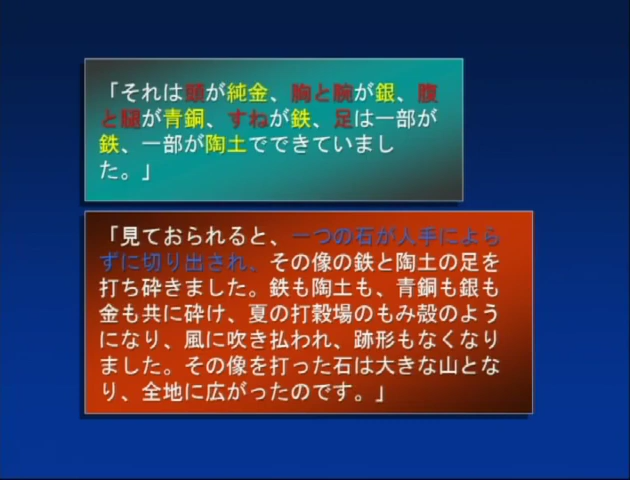 「それは頭が純金、胸と腕が銀、腹
と腿が青銅、すねが鉄、足は一部が
鉄、一部が陶土でできていまし
た。」
「見ておられると、一つの石が人手によら
ずに切り出され、その像の鉄と陶土の足を
打ち砕きました。鉄も陶土も、青銅も銀も
金も共に砕け、夏の打穀場のもみ殻のよう
になり、風に吹き払われ、跡形もなくなり
ました。その像を打った石は大きな山とな
り、全地に広がったのです。」